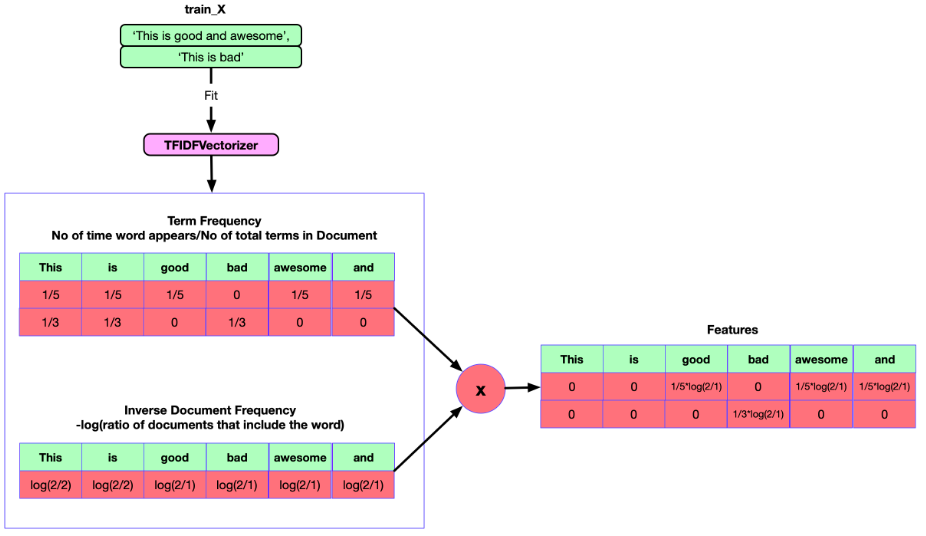 train_X
‘This is good and awesome’,
‘This is bad’
Fit
TFIDFVectorizer
Term Frequency
No of time word appears/No of total terms in Document
This is good bad awesome and
1/5 1/5 1/5 0 1/5 1/5
1/3 1/3 0 1/3 0 0
Inverse Document Frequency
-log(ratio of documents that include the word)
This is good bad awesome and
log(2/2) log(2/2) log(2/1) log(2/1) log(2/1) log(2/1)
x
Features
This is good bad awesome and
0 0 1/5*log(2/1) 0 1/5*log(2/1) 1/5*log(2/1)
0 0 0 1/3*log(2/1) 0 0